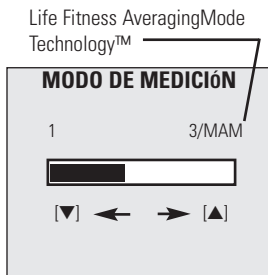 Life Fitness AveragingMode
Technology™
MODO DE MEDICIóN
1 3/MAM
[▼] [▲]